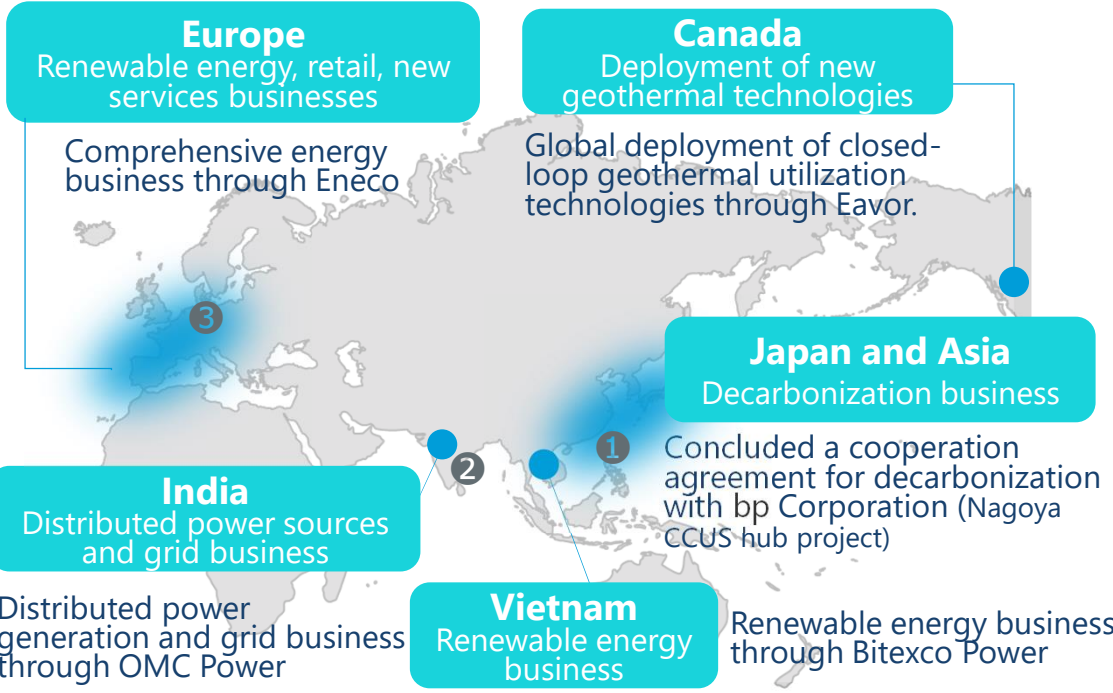 Europe
Renewable energy, retail, new
services businesses
Comprehensive energy
business through Eneco
Canada
Deployment of new
geothermal technologies
Global deployment of closed-
loop geothermal utilization
technologies through Eavor.
❸
Japan and Asia
Decarbonization business
❶
❷
Concluded a cooperation
agreement for decarbonization
with bp Corporation (Nagoya
CCUS hub project)
India
Distributed power sources
and grid business
Distributed power
generation and grid business
through OMC Power
Vietnam
Renewable energy
business
Renewable energy business
through Bitexco Power